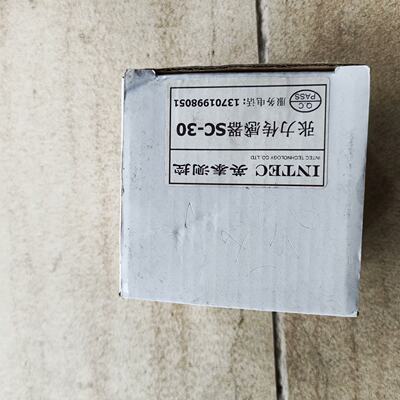 INTEC 英泰测控
INTEC TECHNOLOGY CO.LTD
张力传感器SC-30
服务电话：13701998051
QC
PASS